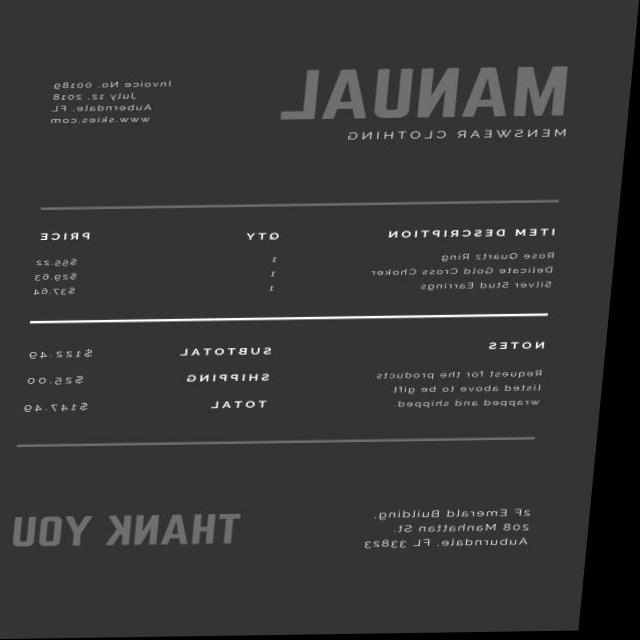 MANUAL
MENSWEAR CLOTHING
Invoice No. 00189
July 12, 2018
Auberndale, FL
www.skies.com
ITEM DESCRIPTION QTY PRICE
Rose Quartz Ring 1 $55.22
Delicate Gold Cross Choker 1 $29.63
Silver Stud Earrings 1 $37.64
NOTES
Request for the products
listed above to be gift
wrapped and shipped.
SUBTOTAL $122.49
SHIPPING $25.00
TOTAL $147.49
2F Emerald Building,
208 Manhattan St.
Auburndale, FL 33823
THANK YOU